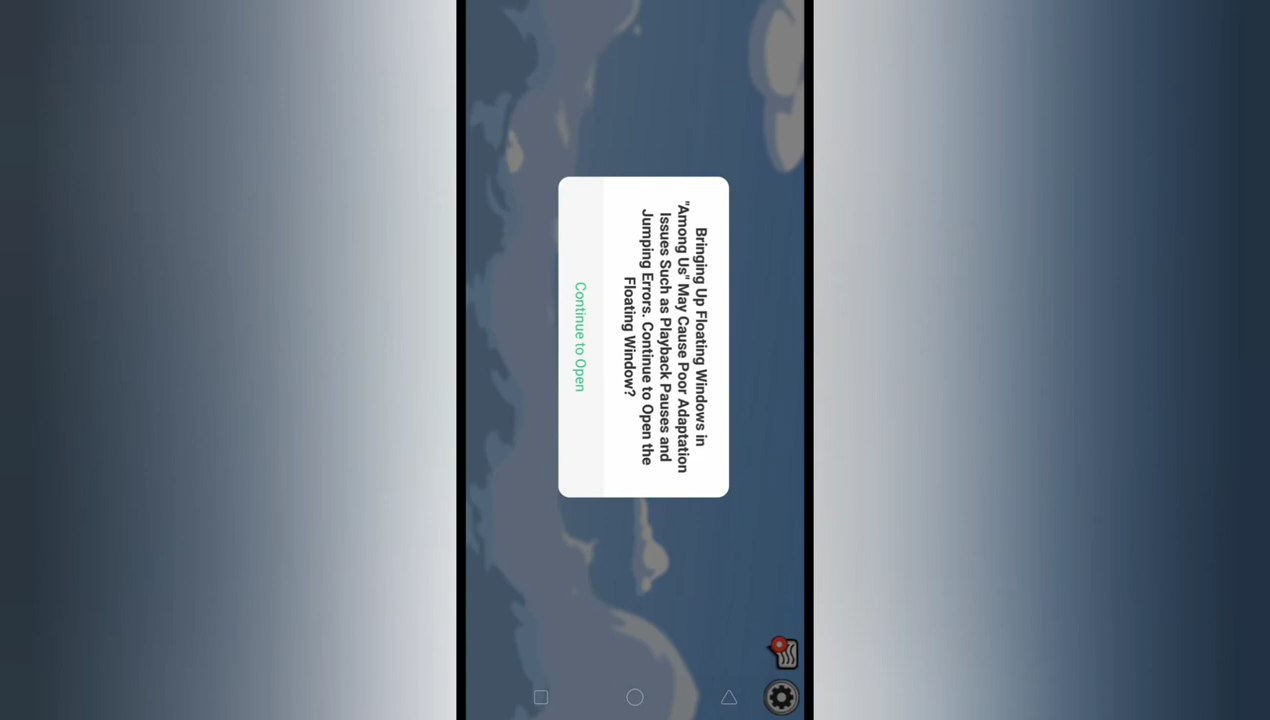 Bringing Up Floating Windows in
"Among Us" May Cause Poor Adaptation
Issues Such as Playback Pauses and
Jumping Errors. Continue to Open the
Floating Window?
Continue to Open